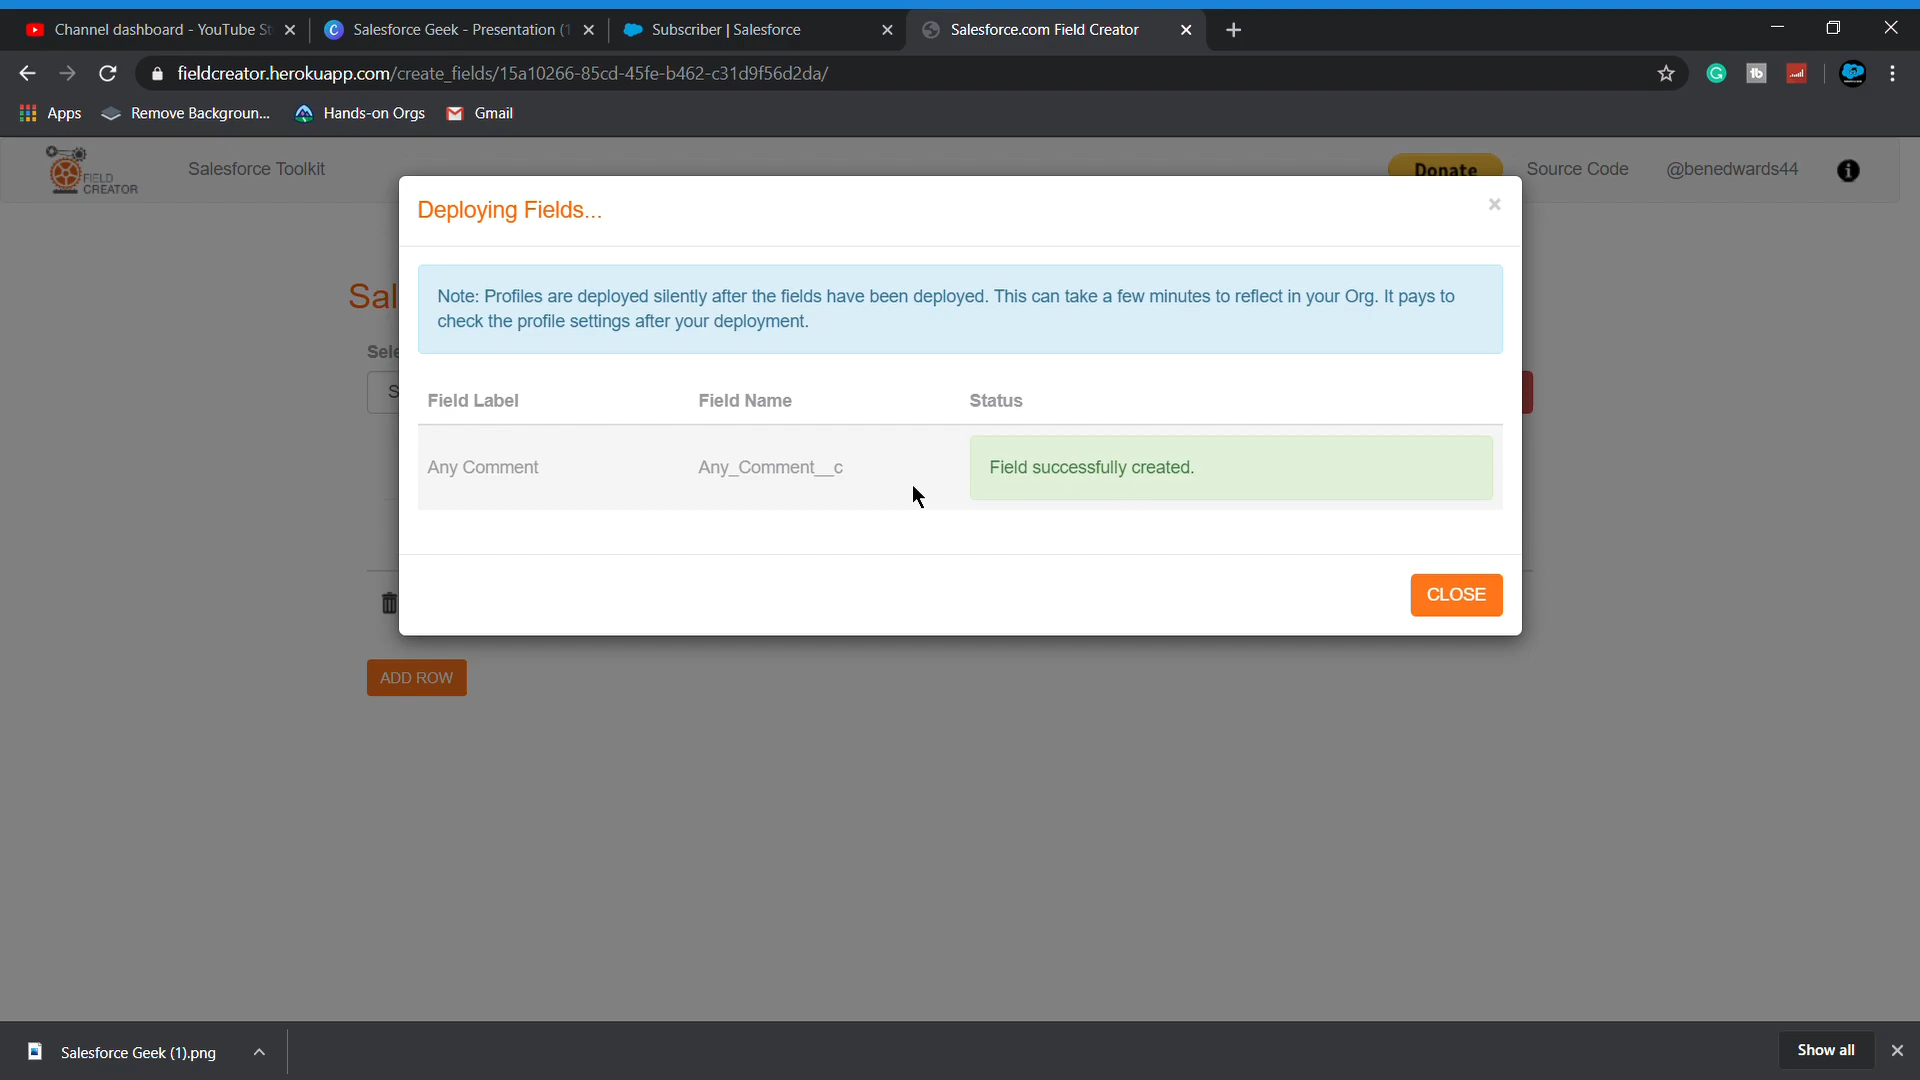 Channel dashboard - YouTube St
Salesforce Geek - Presentation (1
Subscriber | Salesforce
Salesforce.com Field Creator
fieldcreator.herokuapp.com/create_fields/15a10266-85cd-45fe-b462-c31d9f56d2da/
Apps
Remove Backgroun...
Hands-on Orgs
Gmail
FIELD
CREATOR
Salesforce Toolkit
Donate
Source Code
@benedwards44
Deploying Fields...
×
Sal
Note: Profiles are deployed silently after the fields have been deployed. This can take a few minutes to reflect in your Org. It pays to
check the profile settings after your deployment.
Sele
S
Field Label
Field Name
Status
Any Comment
Any_Comment__c
Field successfully created.
CLOSE
ADD ROW
Salesforce Geek (1).png
Show all